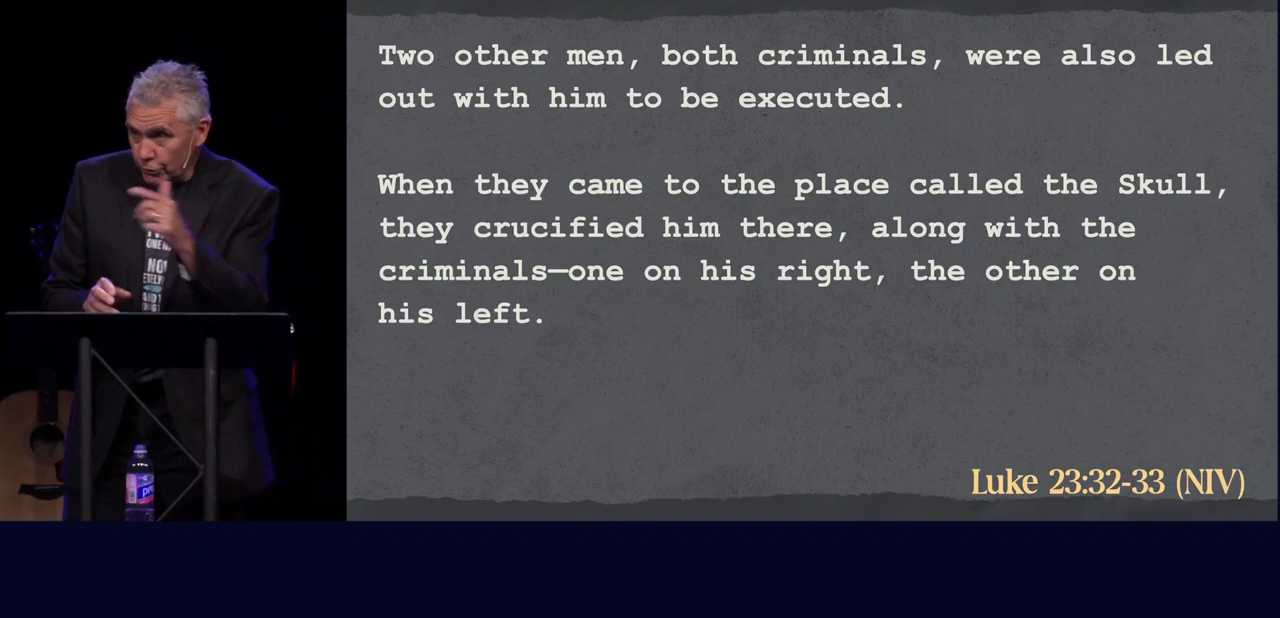 Two other men, both criminals, were also led
out with him to be executed.
When they came to the place called the Skull,
they crucified him there, along with the
criminals—one on his right, the other on
his left.
Luke 23:32-33 (NIV)
NOT
AND T